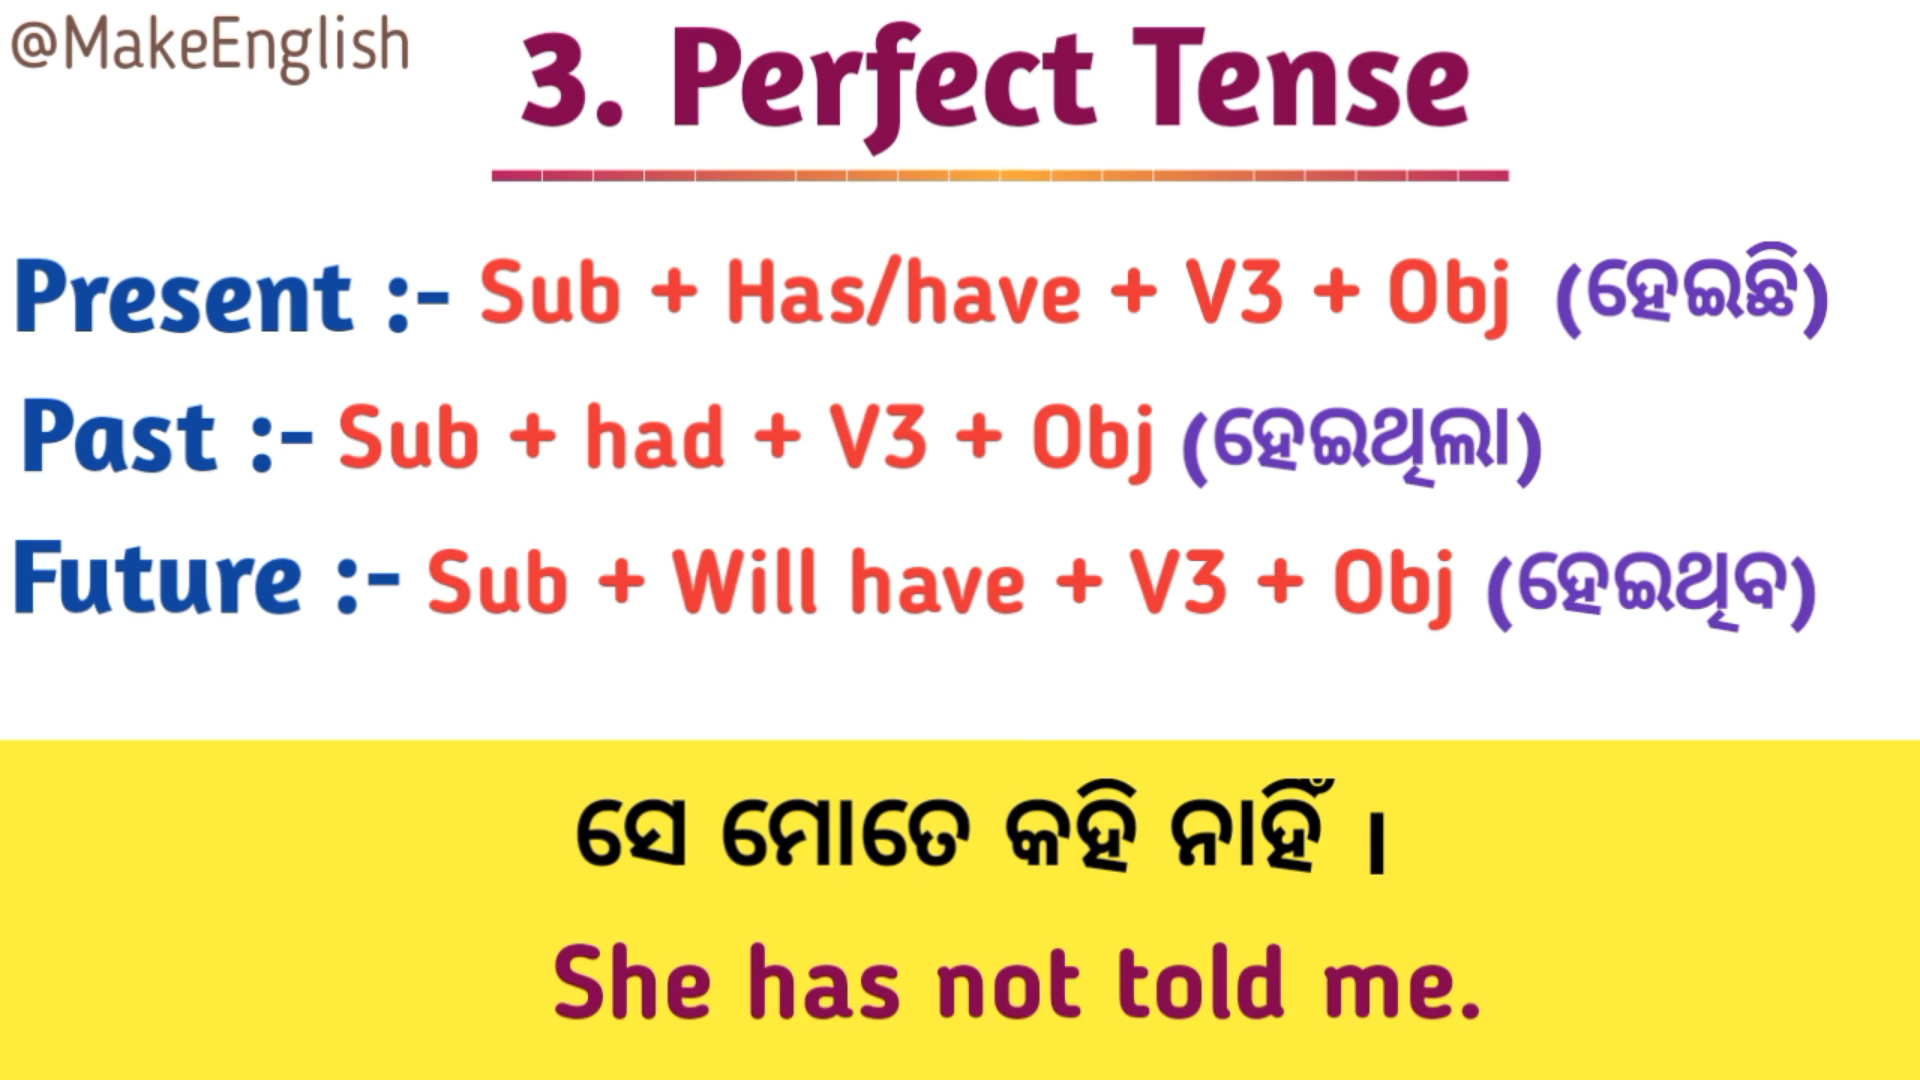 @MakeEnglish
3. Perfect Tense
Present :- Sub + Has/have + V3 + Obj (ହେଇଛି)
Past :- Sub + had + V3 + Obj (ହେଇଥିଲା)
Future :- Sub + Will have + V3 + Obj (ହେଇଥିବ)
ସେ ମୋତେ କହି ନାହିଁ ।
She has not told me.